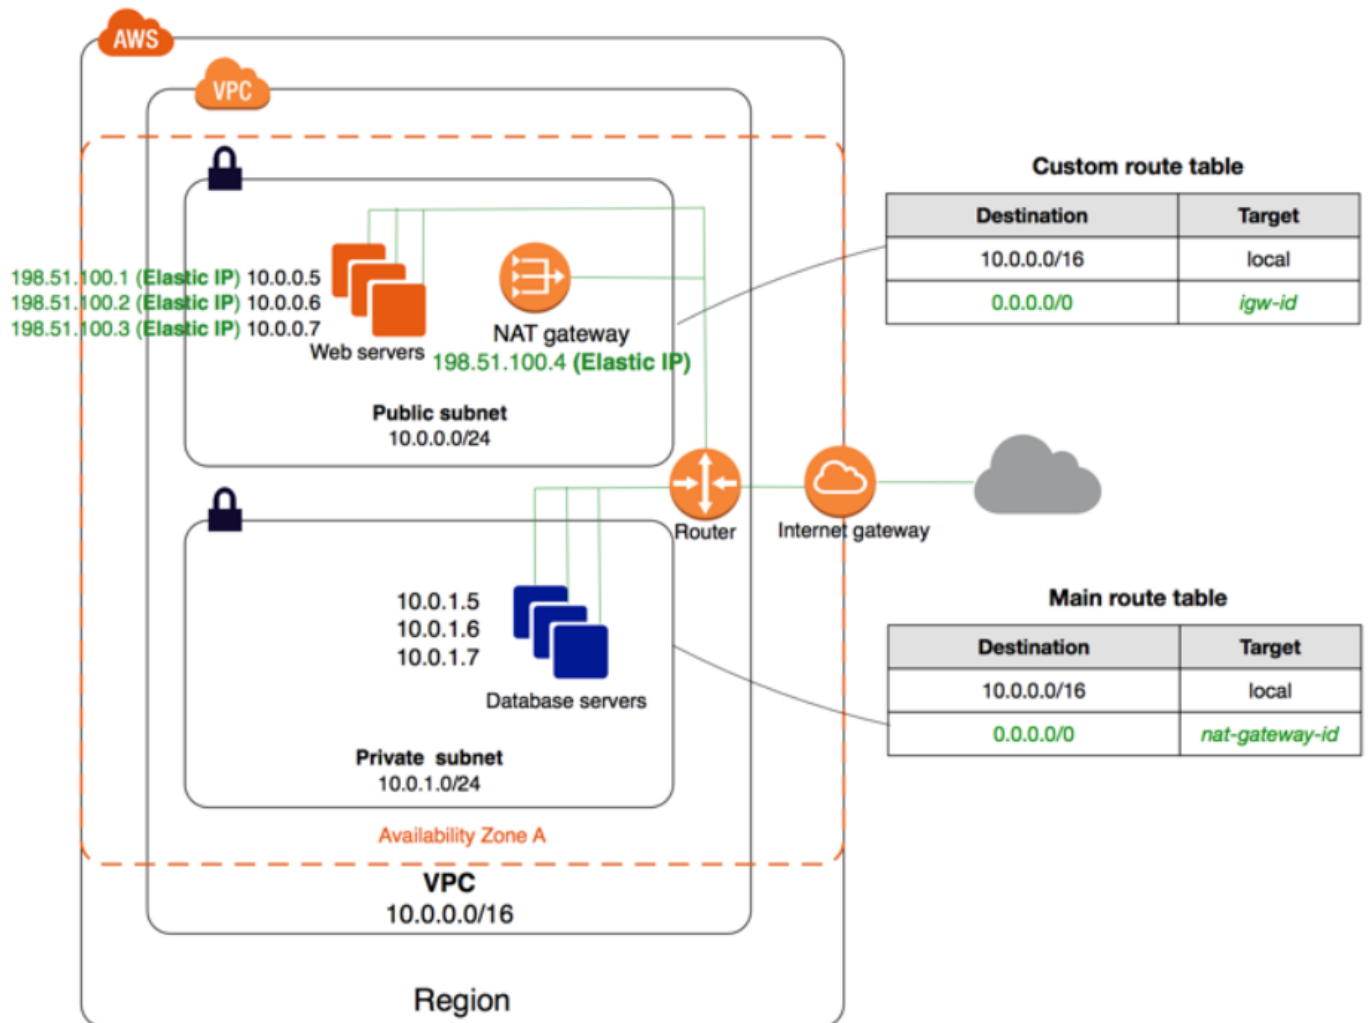 AWS
VPC
198.51.100.1 (Elastic IP) 10.0.0.5
198.51.100.2 (Elastic IP) 10.0.0.6
198.51.100.3 (Elastic IP) 10.0.0.7
Web servers
NAT gateway
198.51.100.4 (Elastic IP)
Public subnet
10.0.0.0/24
Custom route table
Destination Target
10.0.0.0/16 local
0.0.0.0/0 igw-id
Router
Internet gateway
10.0.1.5
10.0.1.6
10.0.1.7
Database servers
Private subnet
10.0.1.0/24
Main route table
Destination Target
10.0.0.0/16 local
0.0.0.0/0 nat-gateway-id
Availability Zone A
VPC
10.0.0.0/16
Region